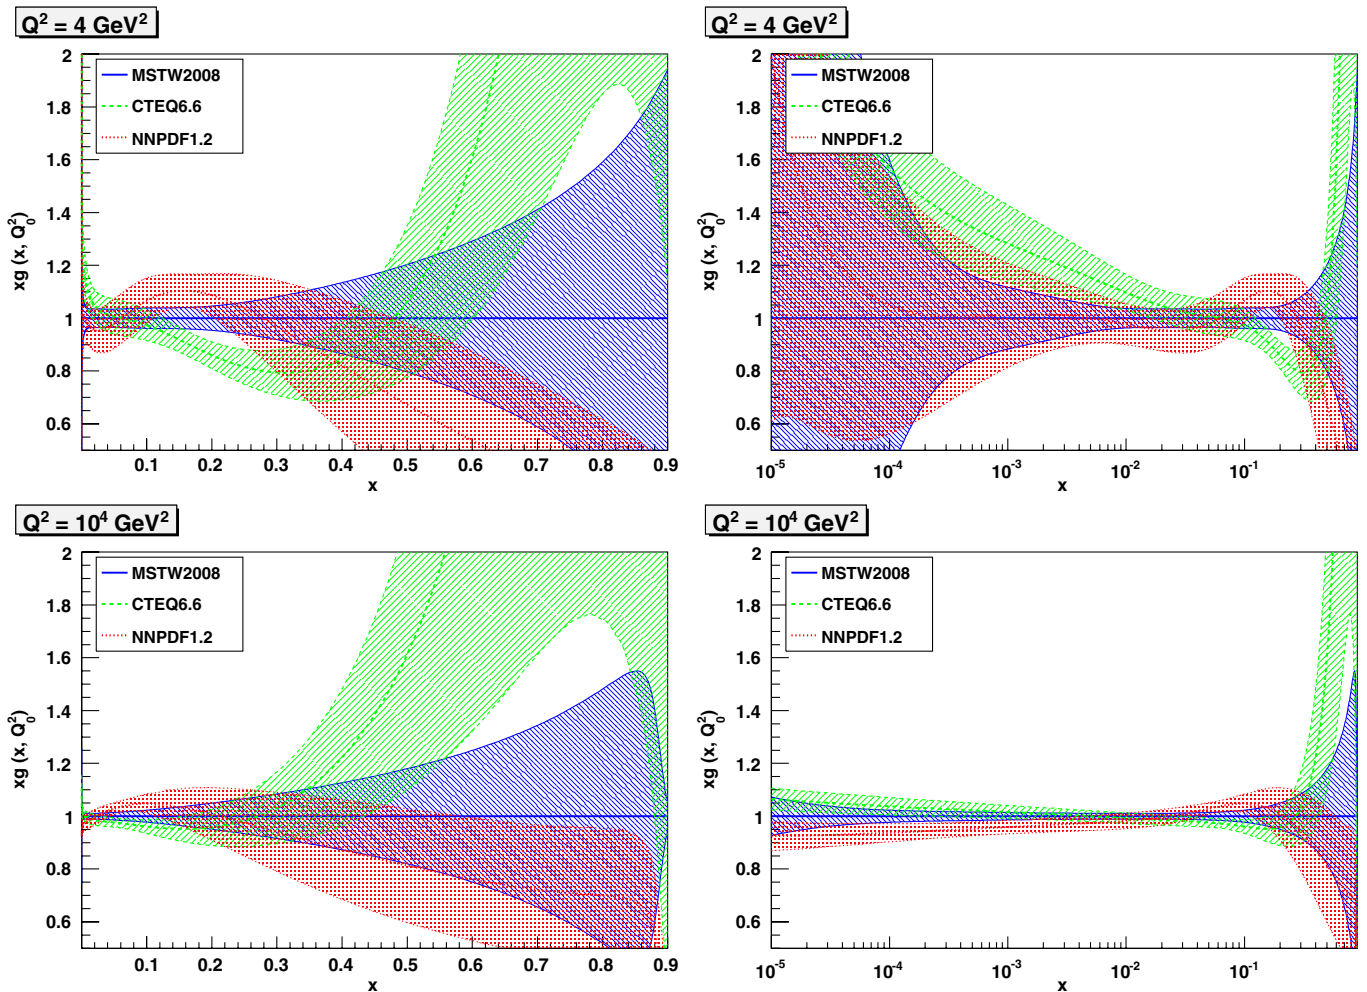 Q² = 4 GeV²
2
1.8
1.6
1.4
1.2
1
0.8
0.6
xg (x, Q₀²)
MSTW2008
CTEQ6.6
NNPDF1.2
0.1 0.2 0.3 0.4 0.5 0.6 0.7 0.8 0.9
x
Q² = 4 GeV²
2
1.8
1.6
1.4
1.2
1
0.8
0.6
xg (x, Q₀²)
MSTW2008
CTEQ6.6
NNPDF1.2
10⁻⁵ 10⁻⁴ 10⁻³ 10⁻² 10⁻¹
x
Q² = 10⁴ GeV²
2
1.8
1.6
1.4
1.2
1
0.8
0.6
xg (x, Q₀²)
MSTW2008
CTEQ6.6
NNPDF1.2
0.1 0.2 0.3 0.4 0.5 0.6 0.7 0.8 0.9
x
Q² = 10⁴ GeV²
2
1.8
1.6
1.4
1.2
1
0.8
0.6
xg (x, Q₀²)
MSTW2008
CTEQ6.6
NNPDF1.2
10⁻⁵ 10⁻⁴ 10⁻³ 10⁻² 10⁻¹
x